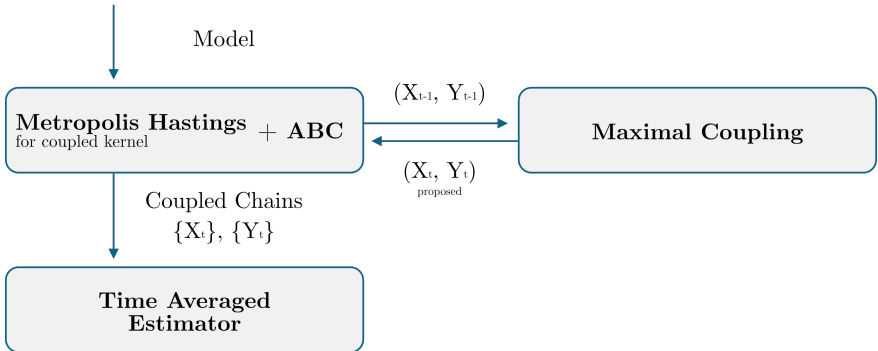 Model
(Xt-1, Yt-1)
Metropolis Hastings + ABC
for coupled kernel
Maximal Coupling
(Xt, Yt)
proposed
Coupled Chains
{Xt}, {Yt}
Time Averaged
Estimator